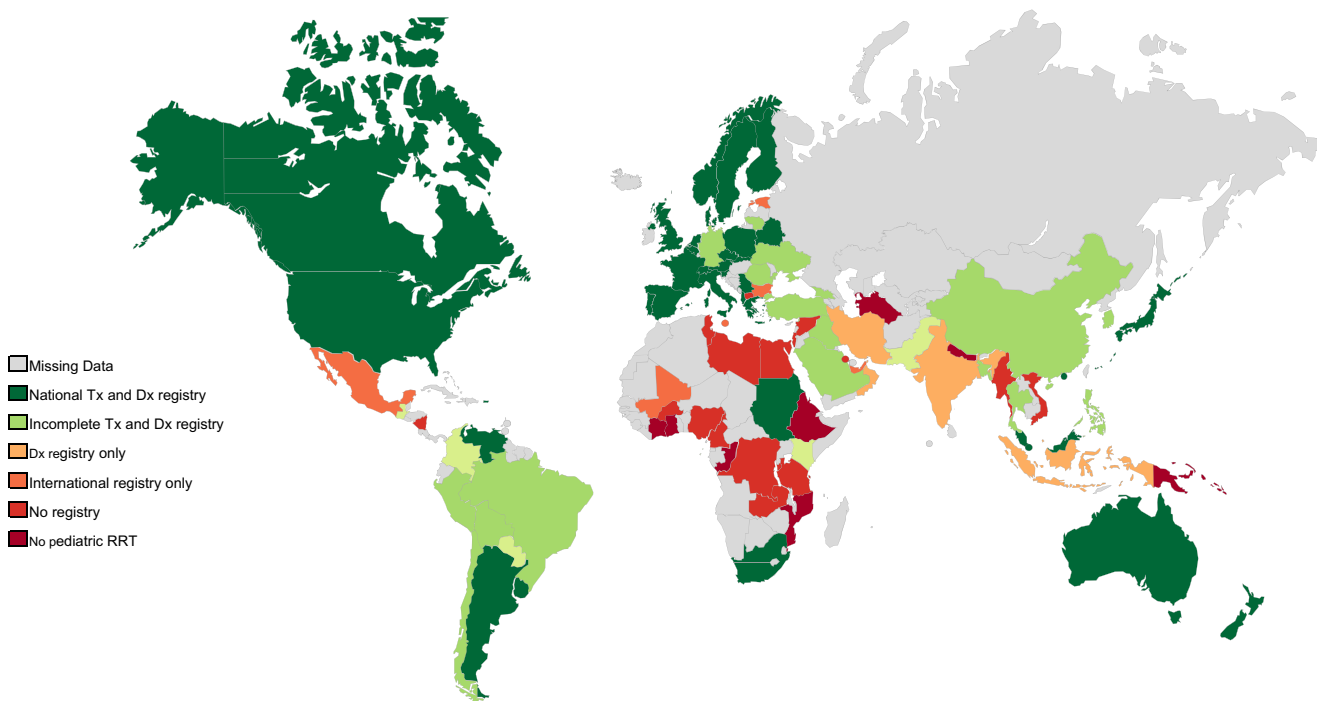 Missing Data
National Tx and Dx registry
Incomplete Tx and Dx registry
Dx registry only
International registry only
No registry
No pediatric RRT